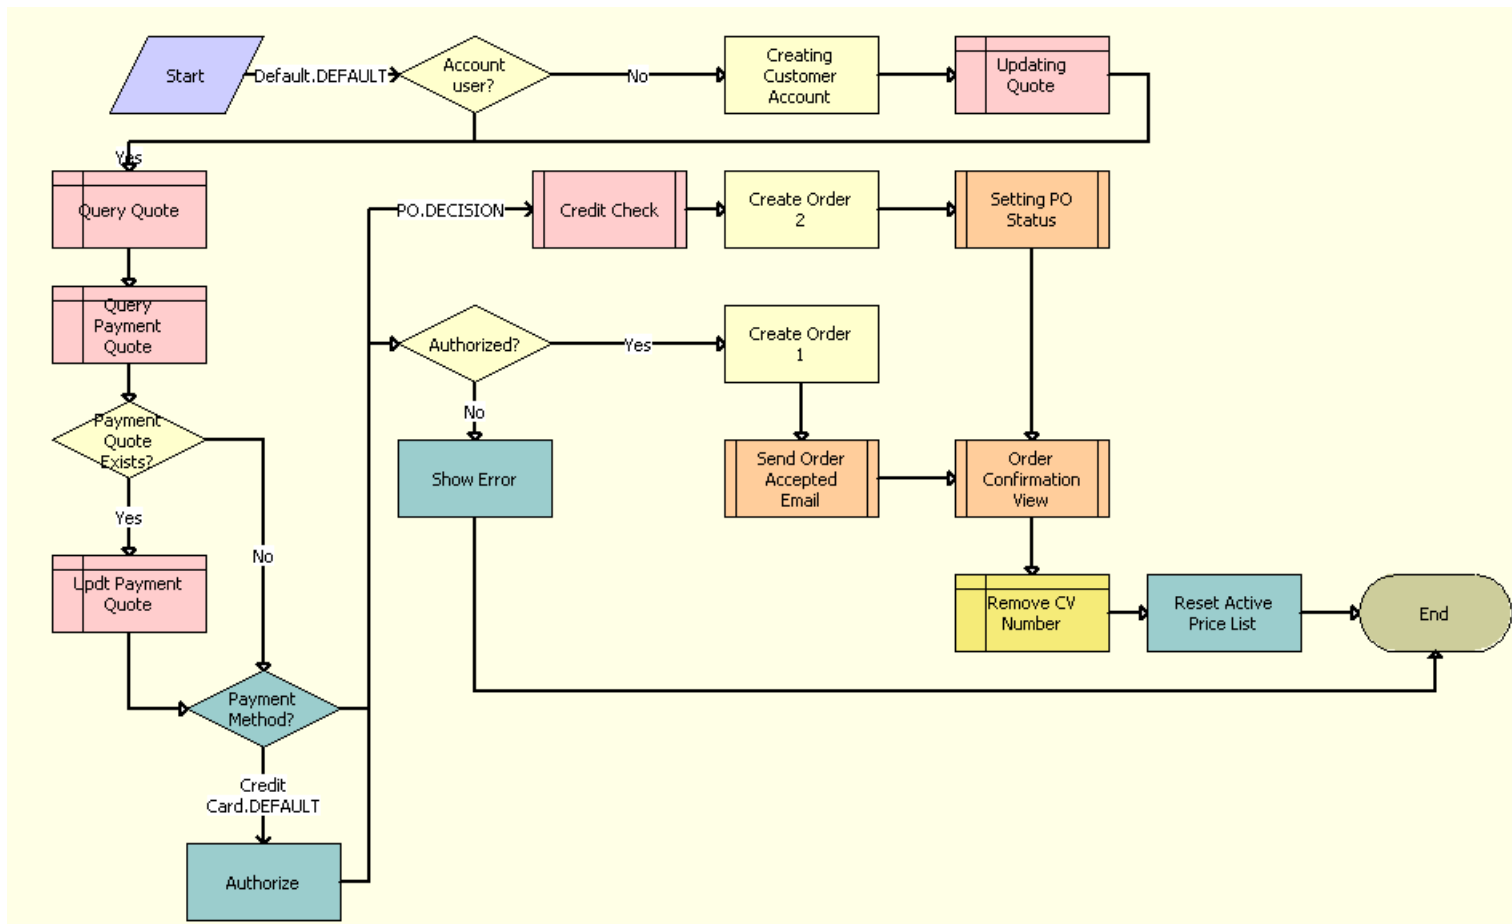 Start
Default.DEFAULT
Account
user?
No
Creating
Customer
Account
Updating
Quote
Yes
Query Quote
PO.DECISION
Credit Check
Create Order
2
Setting PO
Status
Query
Payment
Quote
Authorized?
Yes
Create Order
1
No
Payment
Quote
Exists?
Show Error
Send Order
Accepted
Email
Order
Confirmation
View
Yes
No
Updt Payment
Quote
Remove CV
Number
Reset Active
Price List
End
Payment
Method?
Credit
Card.DEFAULT
Authorize